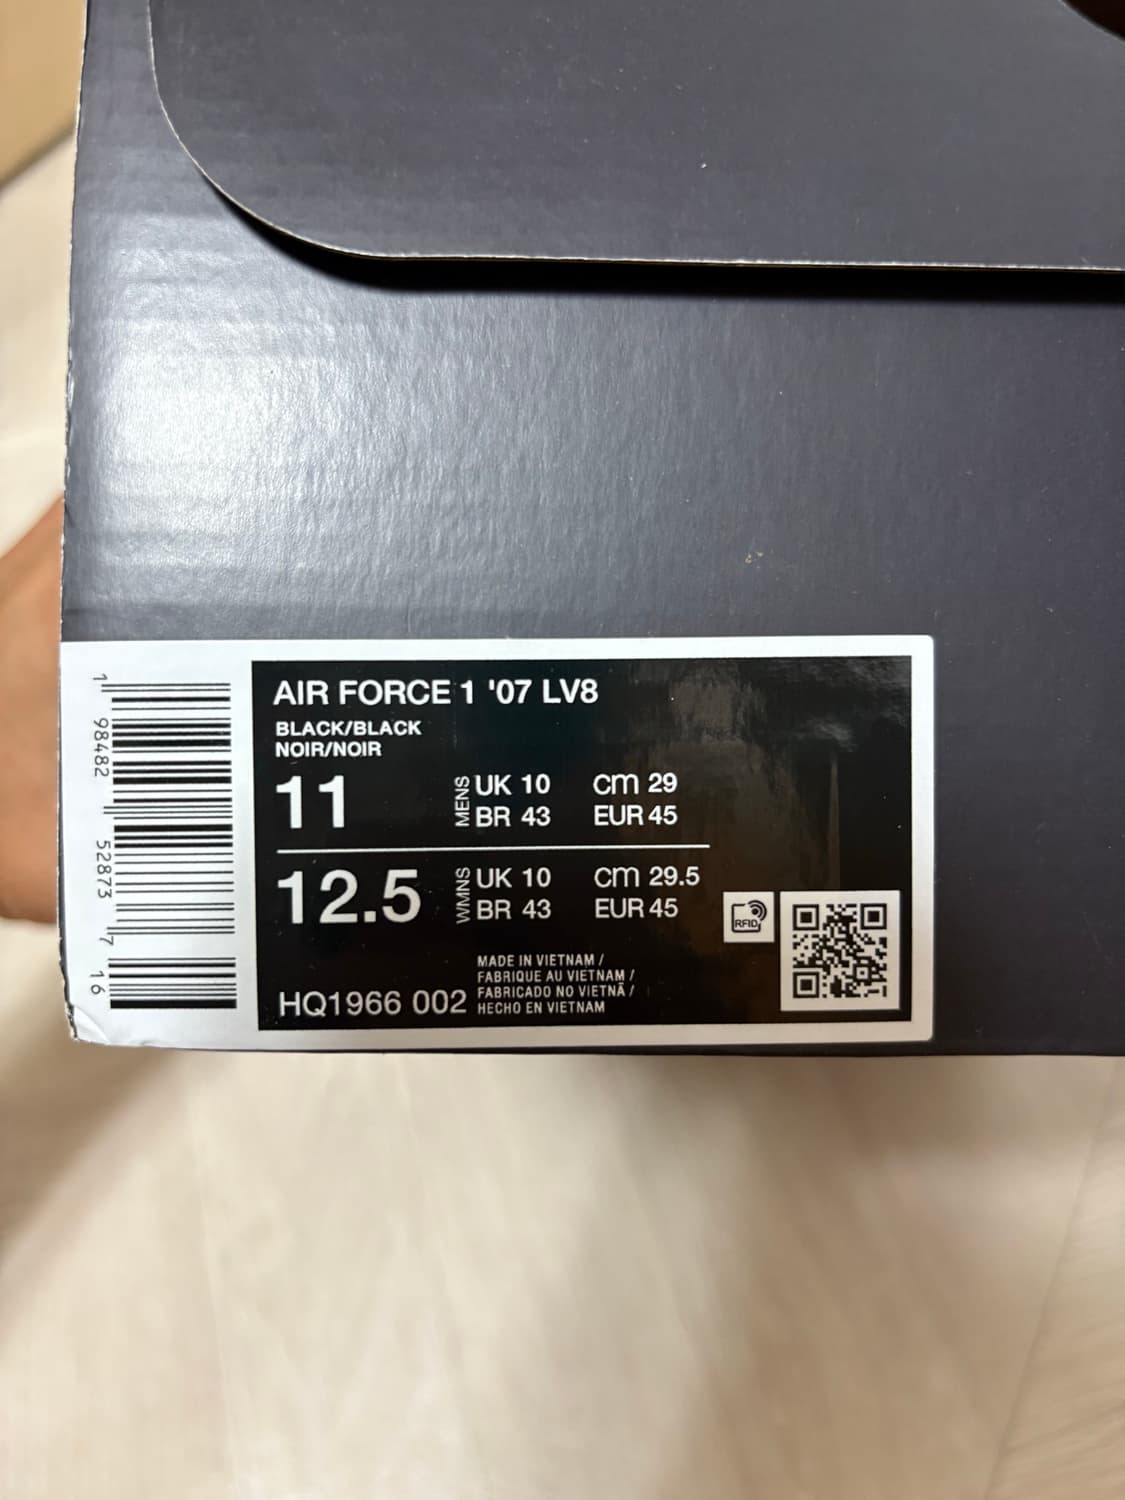 AIR FORCE 1 '07 LV8
BLACK/BLACK
NOIR/NOIR
11 MENS UK 10 cm 29
BR 43 EUR 45
12.5 WMNS UK 10 cm 29.5
BR 43 EUR 45
RFID
HQ1966 002
MADE IN VIETNAM /
FABRIQUE AU VIETNAM /
FABRICADO NO VIETNÃ /
HECHO EN VIETNAM
1 98482 52873 7 16